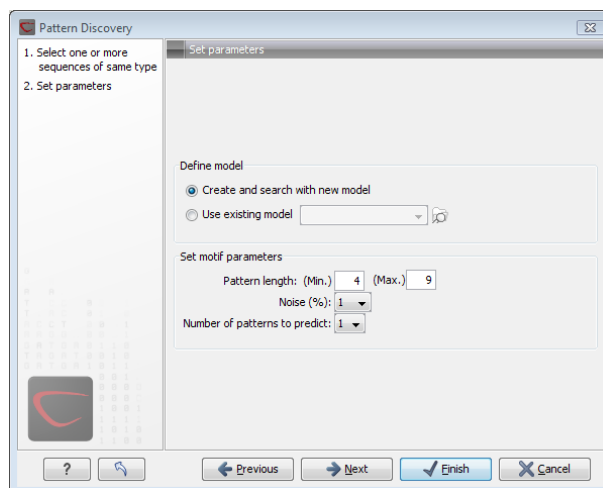 Pattern Discovery
1. Select one or more
sequences of same type
2. Set parameters
Set parameters
Define model
Create and search with new model
Use existing model
Set motif parameters
Pattern length: (Min.) 4 (Max.) 9
Noise (%): 1
Number of patterns to predict: 1
? Previous Next Finish Cancel